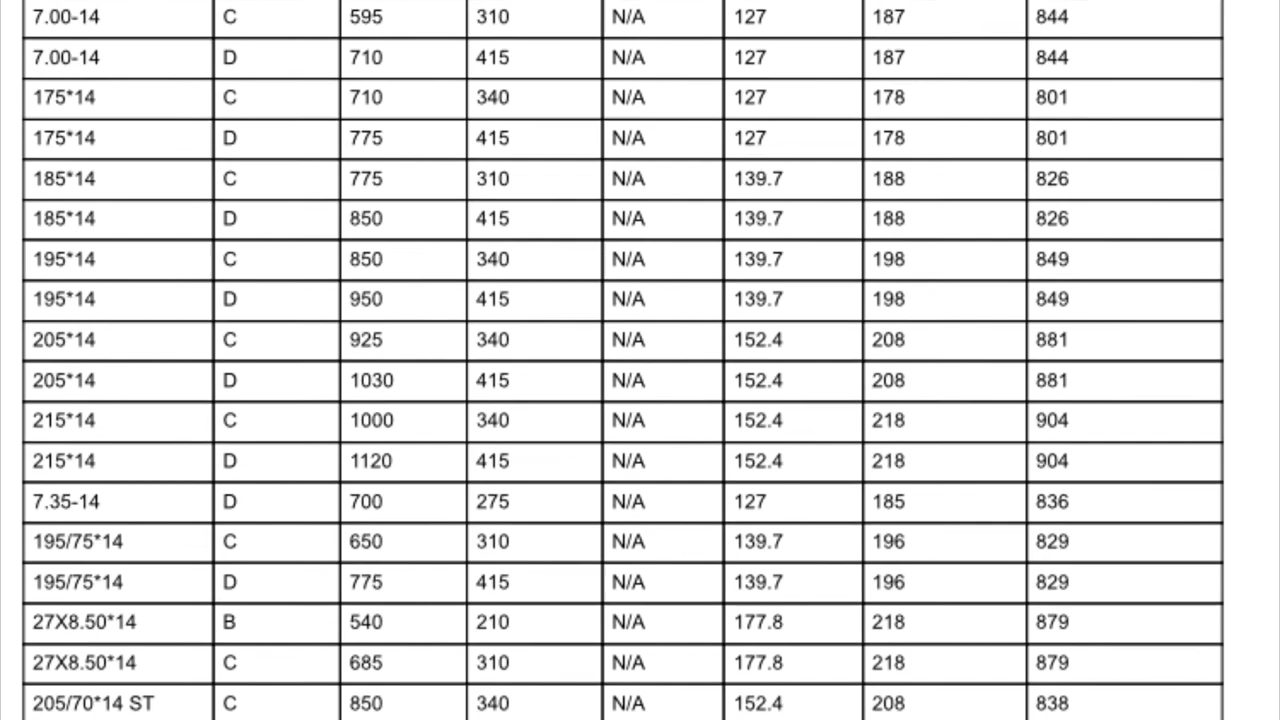 7.00-14 C 595 310 N/A 127 187 844
7.00-14 D 710 415 N/A 127 187 844
175*14 C 710 340 N/A 127 178 801
175*14 D 775 415 N/A 127 178 801
185*14 C 775 310 N/A 139.7 188 826
185*14 D 850 415 N/A 139.7 188 826
195*14 C 850 340 N/A 139.7 198 849
195*14 D 950 415 N/A 139.7 198 849
205*14 C 925 340 N/A 152.4 208 881
205*14 D 1030 415 N/A 152.4 208 881
215*14 C 1000 340 N/A 152.4 218 904
215*14 D 1120 415 N/A 152.4 218 904
7.35-14 D 700 275 N/A 127 185 836
195/75*14 C 650 310 N/A 139.7 196 829
195/75*14 D 775 415 N/A 139.7 196 829
27X8.50*14 B 540 210 N/A 177.8 218 879
27X8.50*14 C 685 310 N/A 177.8 218 879
205/70*14 ST C 850 340 N/A 152.4 208 838